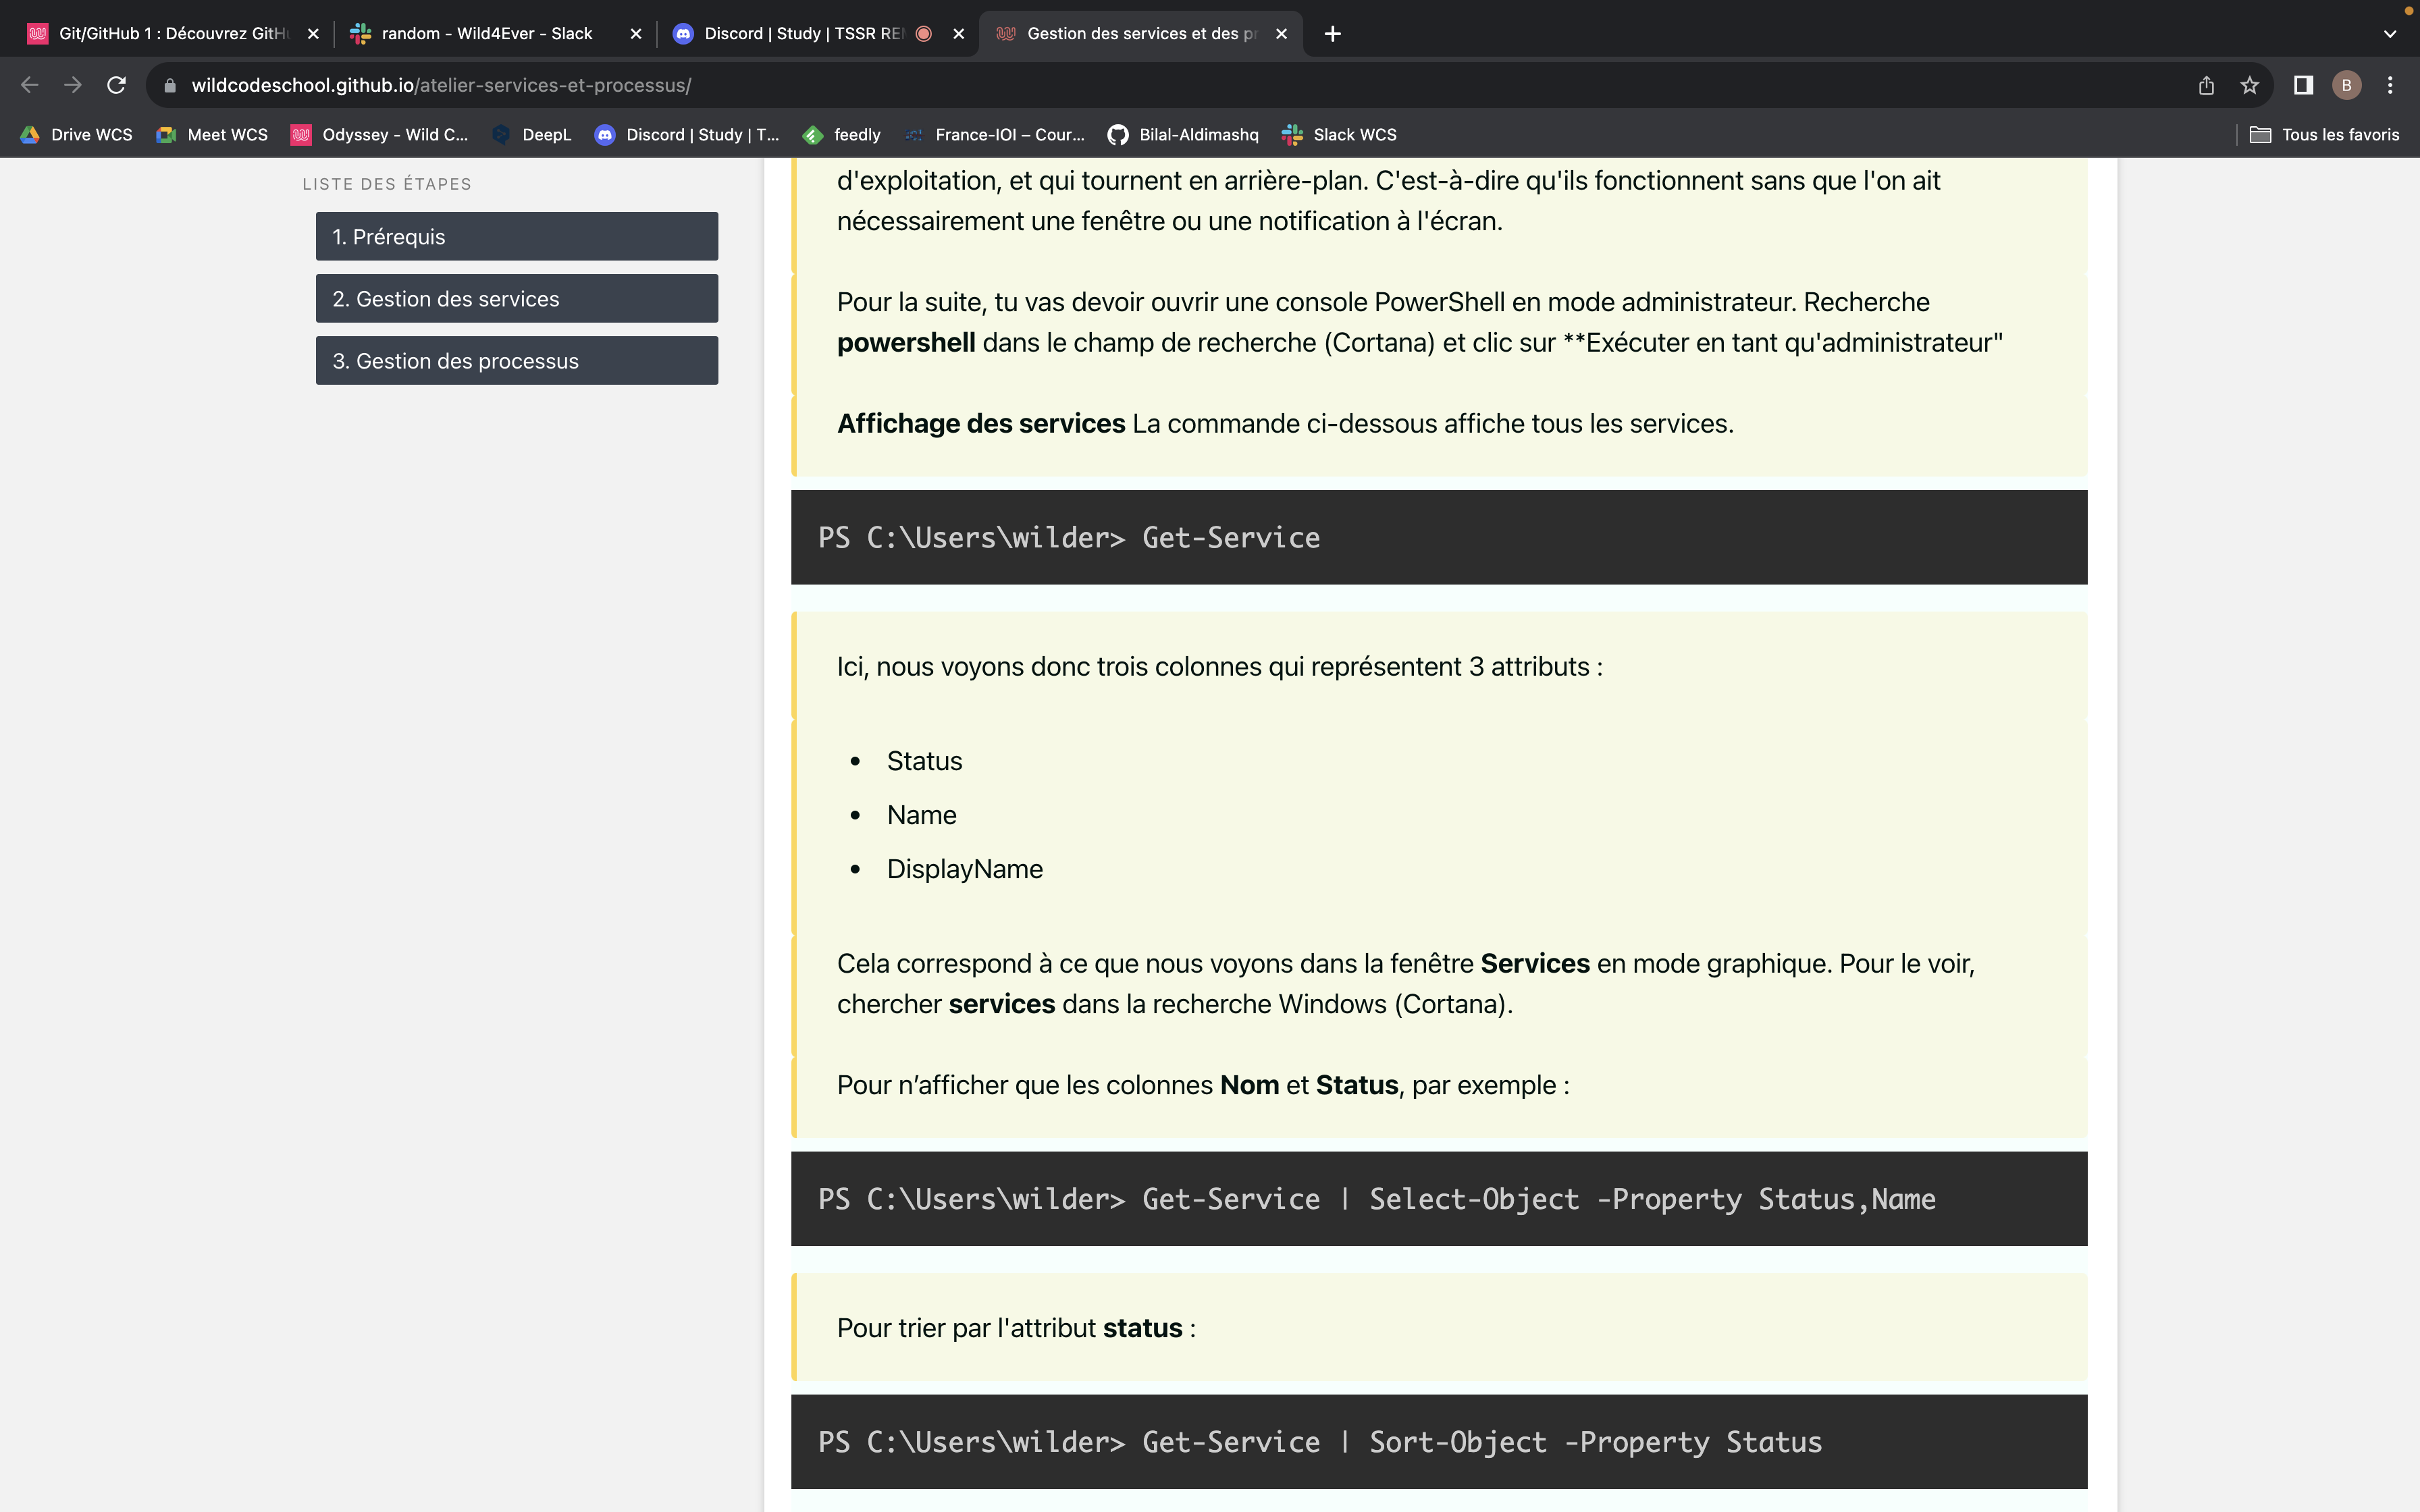 Git/GitHub 1 : Découvrez GitH
random - Wild4Ever - Slack
Discord | Study | TSSR RE
Gestion des services et des pr
wildcodeschool.github.io/atelier-services-et-processus/
B
Drive WCS
Meet WCS
Odyssey - Wild C...
DeepL
Discord | Study | T...
feedly
France-IOI – Cour...
Bilal-Aldimashq
Slack WCS
Tous les favoris
LISTE DES ÉTAPES
1. Prérequis
2. Gestion des services
3. Gestion des processus
d'exploitation, et qui tournent en arrière-plan. C'est-à-dire qu'ils fonctionnent sans que l'on ait
nécessairement une fenêtre ou une notification à l'écran.
Pour la suite, tu vas devoir ouvrir une console PowerShell en mode administrateur. Recherche
powershell dans le champ de recherche (Cortana) et clic sur **Exécuter en tant qu'administrateur"
Affichage des services La commande ci-dessous affiche tous les services.
PS C:\Users\wilder> Get-Service
Ici, nous voyons donc trois colonnes qui représentent 3 attributs :
• Status
• Name
• DisplayName
Cela correspond à ce que nous voyons dans la fenêtre Services en mode graphique. Pour le voir,
chercher services dans la recherche Windows (Cortana).
Pour n’afficher que les colonnes Nom et Status, par exemple :
PS C:\Users\wilder> Get-Service | Select-Object -Property Status,Name
Pour trier par l'attribut status :
PS C:\Users\wilder> Get-Service | Sort-Object -Property Status